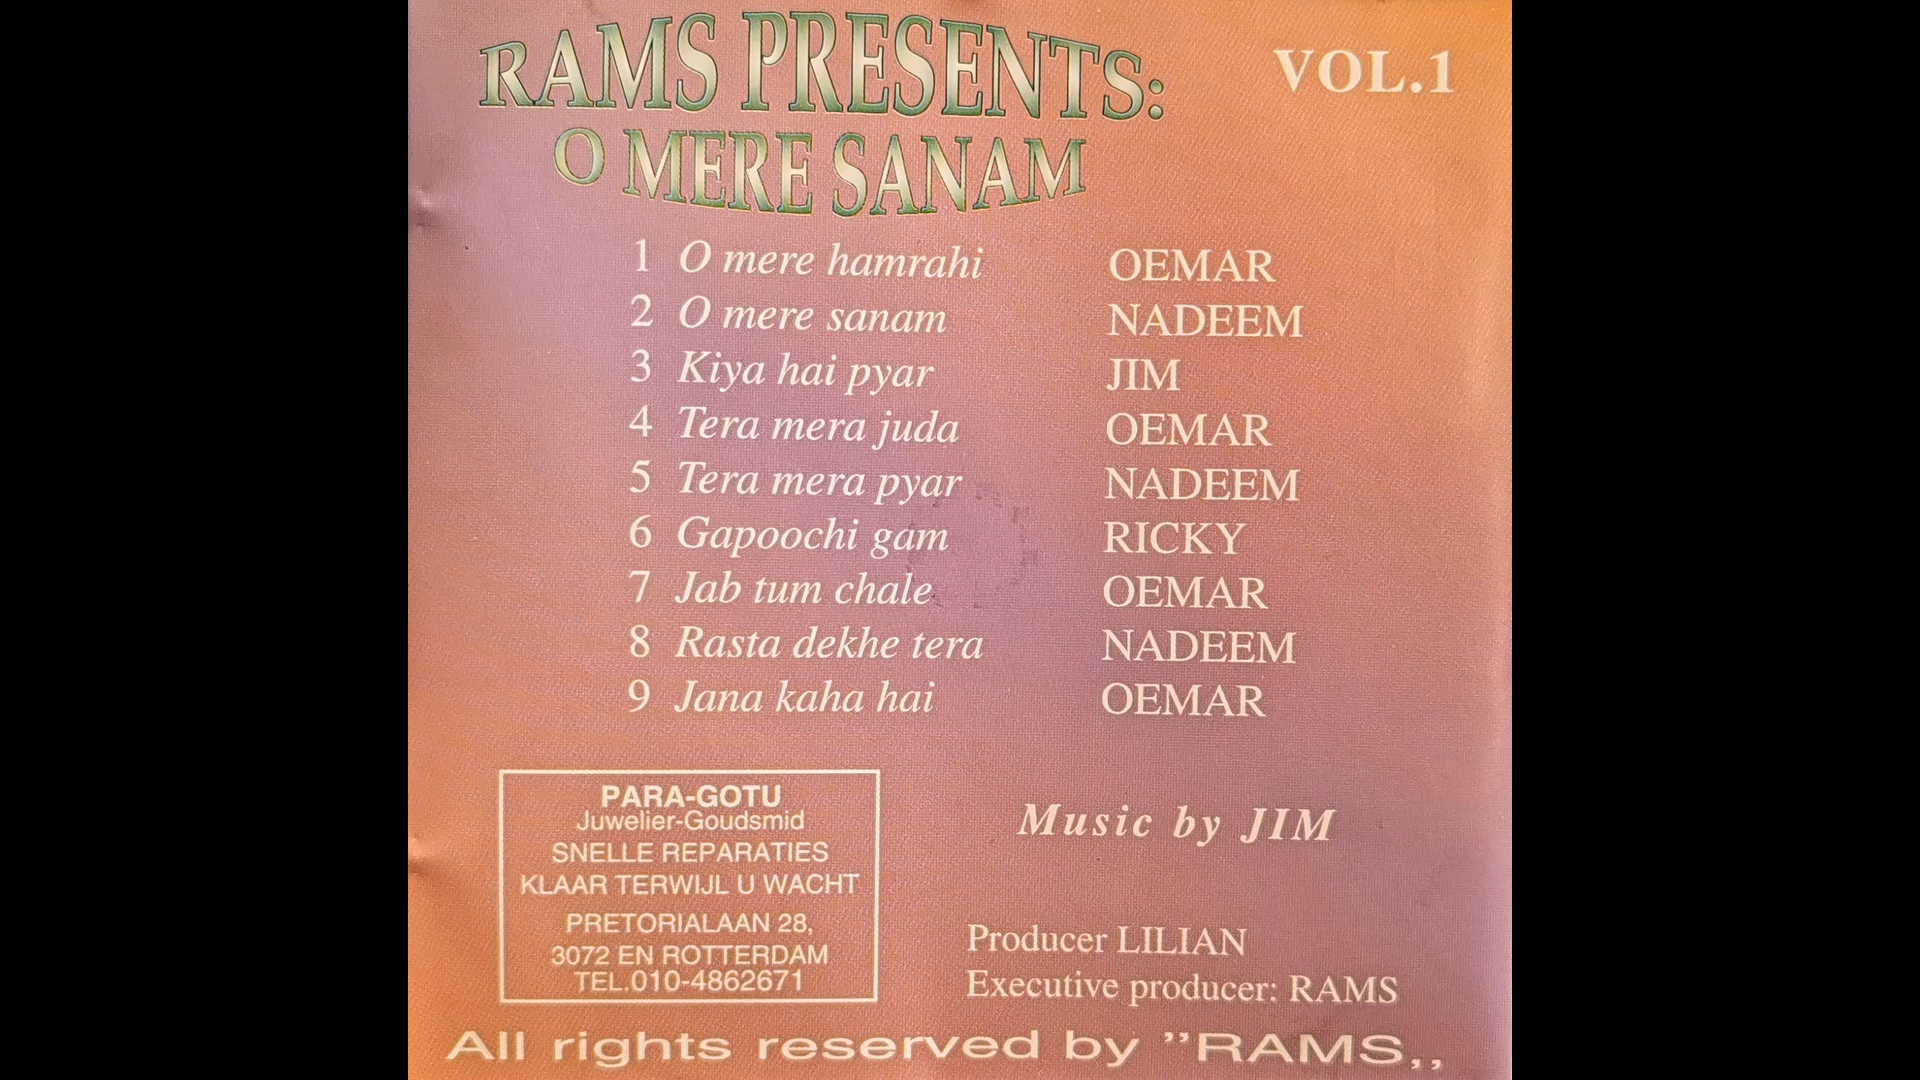 RAMS PRESENTS:
VOL.1
O MERE SANAM
1 O mere hamrahi OEMAR
2 O mere sanam NADEEM
3 Kiya hai pyar JIM
4 Tera mera juda OEMAR
5 Tera mera pyar NADEEM
6 Gapoochi gam RICKY
7 Jab tum chale OEMAR
8 Rasta dekhe tera NADEEM
9 Jana kaha hai OEMAR
PARA-GOTU
Juwelier-Goudsmid
SNELLE REPARATIES
KLAAR TERWIJL U WACHT
PRETORIALAAN 28,
3072 EN ROTTERDAM
TEL.010-4862671
Music by JIM
Producer LILIAN
Executive producer: RAMS
All rights reserved by ”RAMS,,